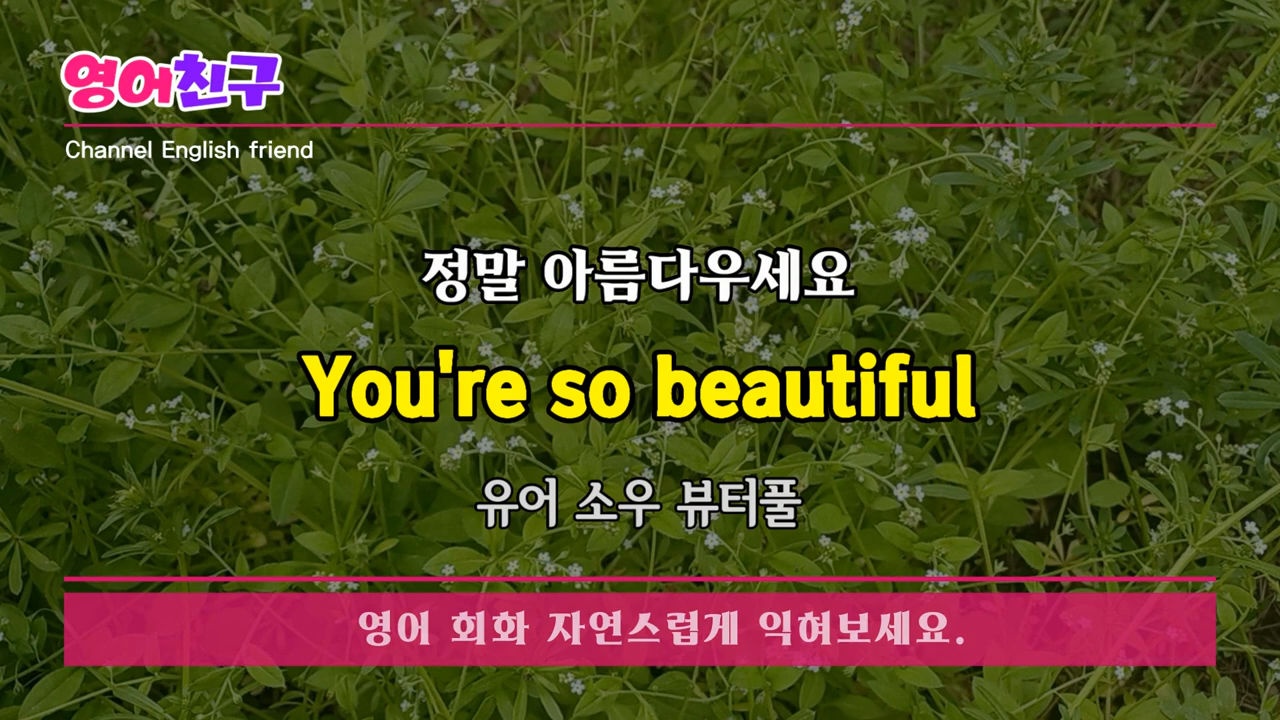 영어친구
Channel English friend
정말 아름다우세요
You're so beautiful
유어 소우 뷰터풀
영어 회화 자연스럽게 익혀보세요.